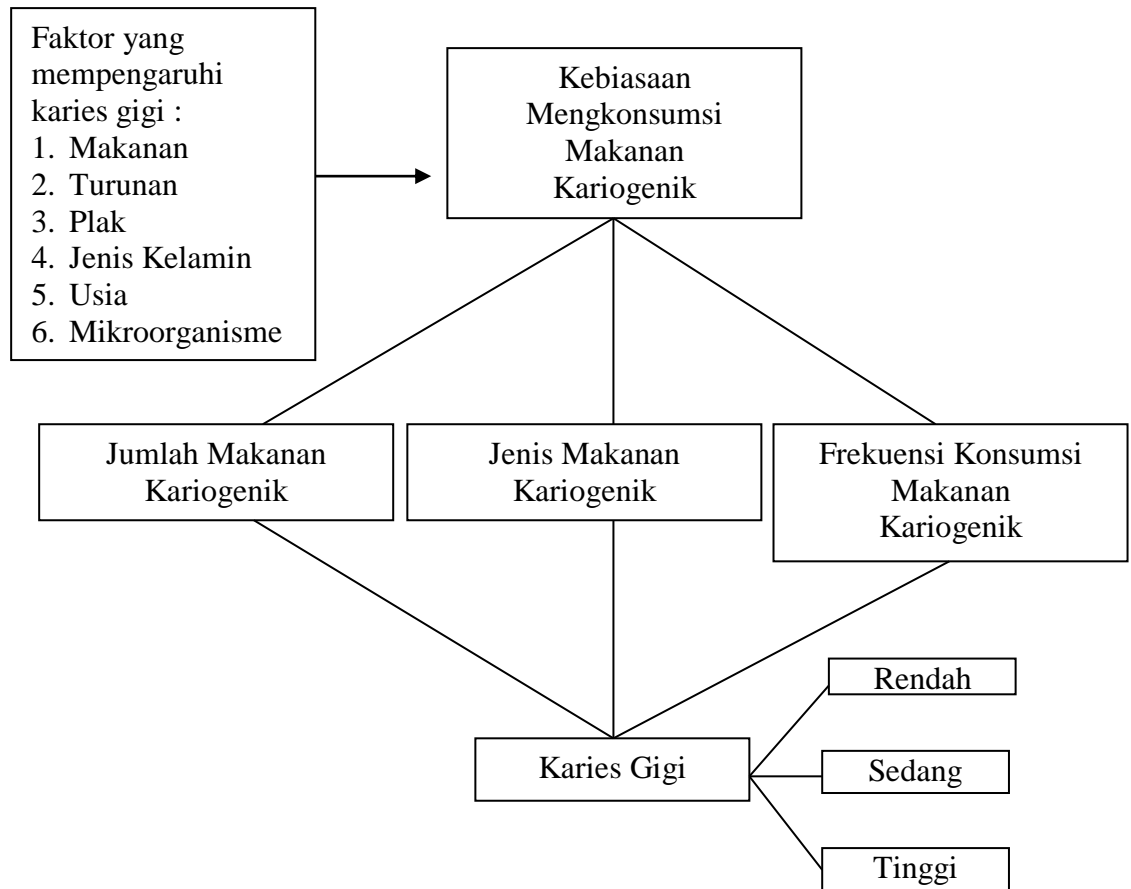 Faktor yang
mempengaruhi
karies gigi :
1. Makanan
2. Turunan
3. Plak
4. Jenis Kelamin
5. Usia
6. Mikroorganisme
Kebiasaan
Mengkonsumsi
Makanan
Kariogenik
Jumlah Makanan
Kariogenik
Jenis Makanan
Kariogenik
Frekuensi Konsumsi
Makanan
Kariogenik
Karies Gigi
Rendah
Sedang
Tinggi